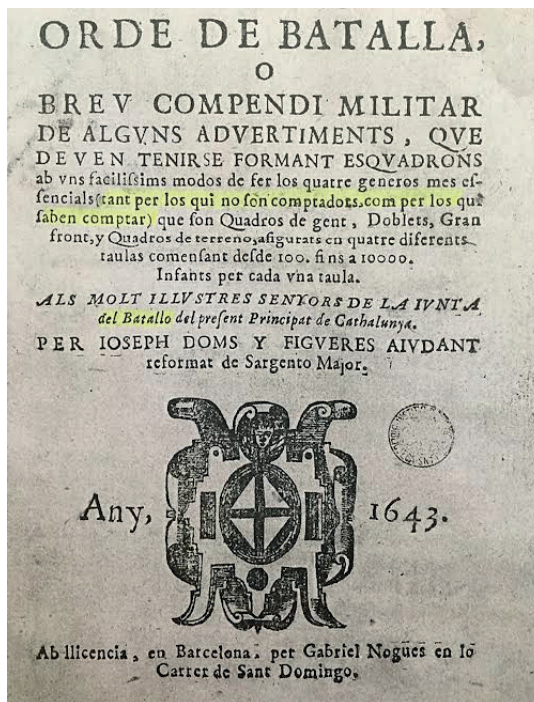 ORDE DE BATALLA,
O
BREV COMPENDI MILITAR
DE ALGVNS ADVERTIMENTS, QVE
DEVEN TENIRSE FORMANT ESQVADRONS
ab vns facilissims modos de fer los quatre generos mes es-
sencials (tant per los qui no son comptadors, com per los qui
saben comptar) que son Quadros de gent, Doblets, Gran
front, y Quadros de terreno, asigurats en quatre diferents
taulas comensant desde 100. fins a 10000.
Infants per cada vna taula.
ALS MOLT ILLVSTRES SENYORS DE LA IVNTA
del Batallo del present Principat de Cathalunya.
PER IOSEPH DOMS Y FIGVERES AIVDANT
reformat de Sargento Major.
Any, 1643.
Ab llicencia, en Barcelona. per Gabriel Nogues en lo
Carrer de Sant Domingo.